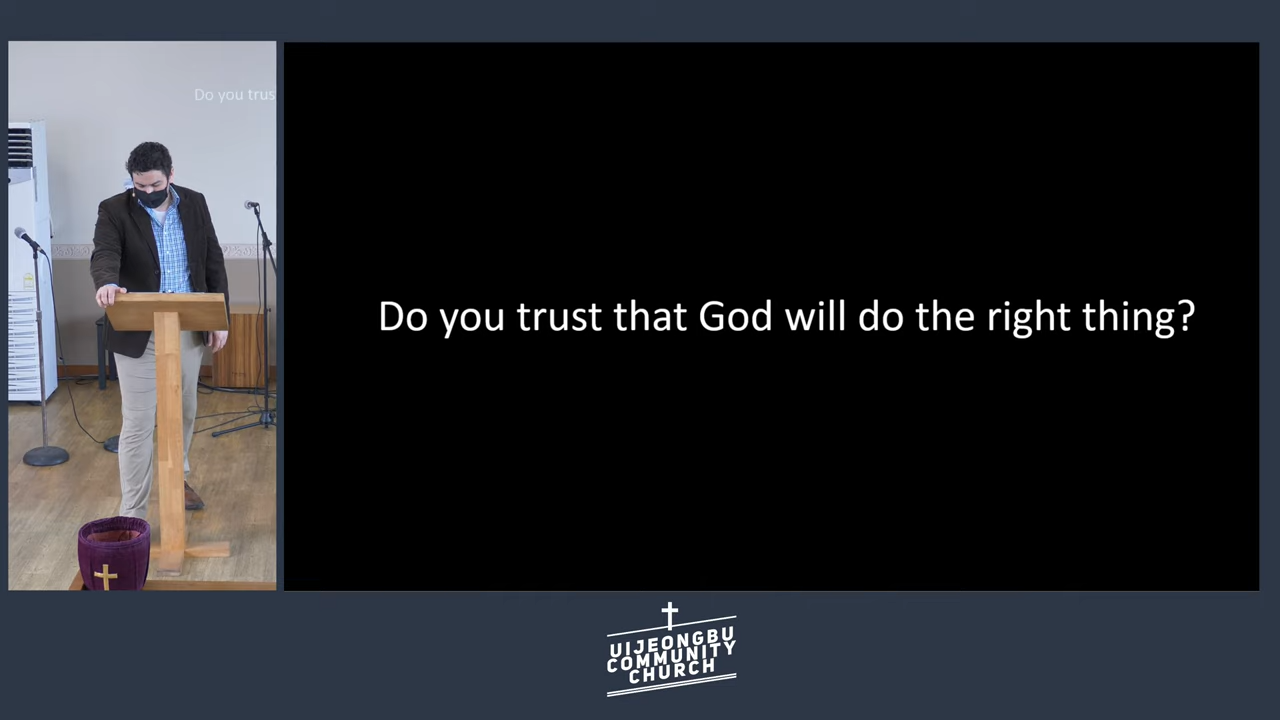 Do you trus
Do you trust that God will do the right thing?
UIJEONGBU
COMMUNITY
CHURCH